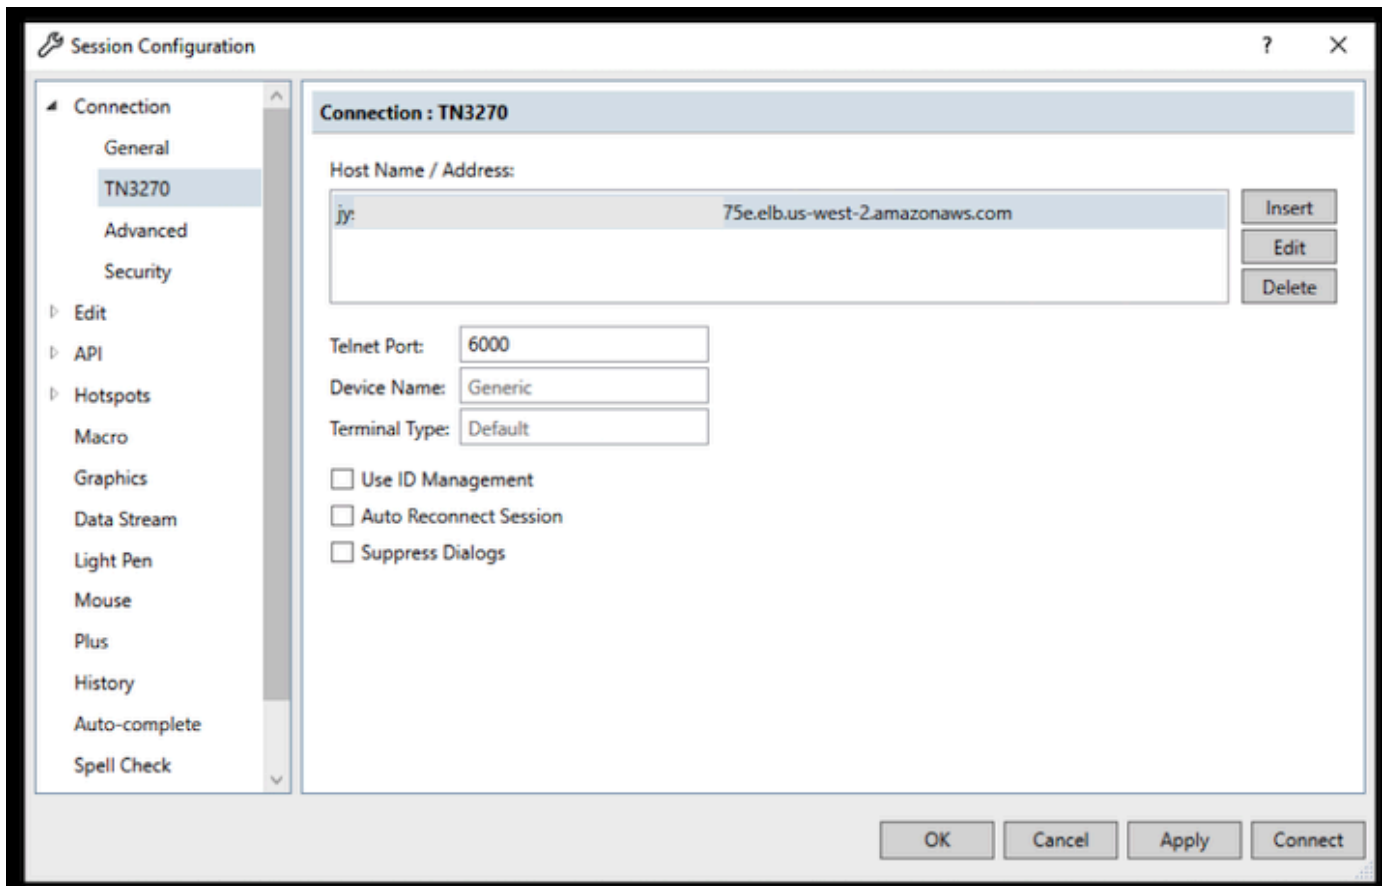 Session Configuration
?
Connection
General
TN3270
Advanced
Security
Edit
API
Hotspots
Macro
Graphics
Data Stream
Light Pen
Mouse
Plus
History
Auto-complete
Spell Check
Connection : TN3270
Host Name / Address:
jy: 75e.elb.us-west-2.amazonaws.com
Insert
Edit
Delete
Telnet Port: 6000
Device Name: Generic
Terminal Type: Default
Use ID Management
Auto Reconnect Session
Suppress Dialogs
OK Cancel Apply Connect